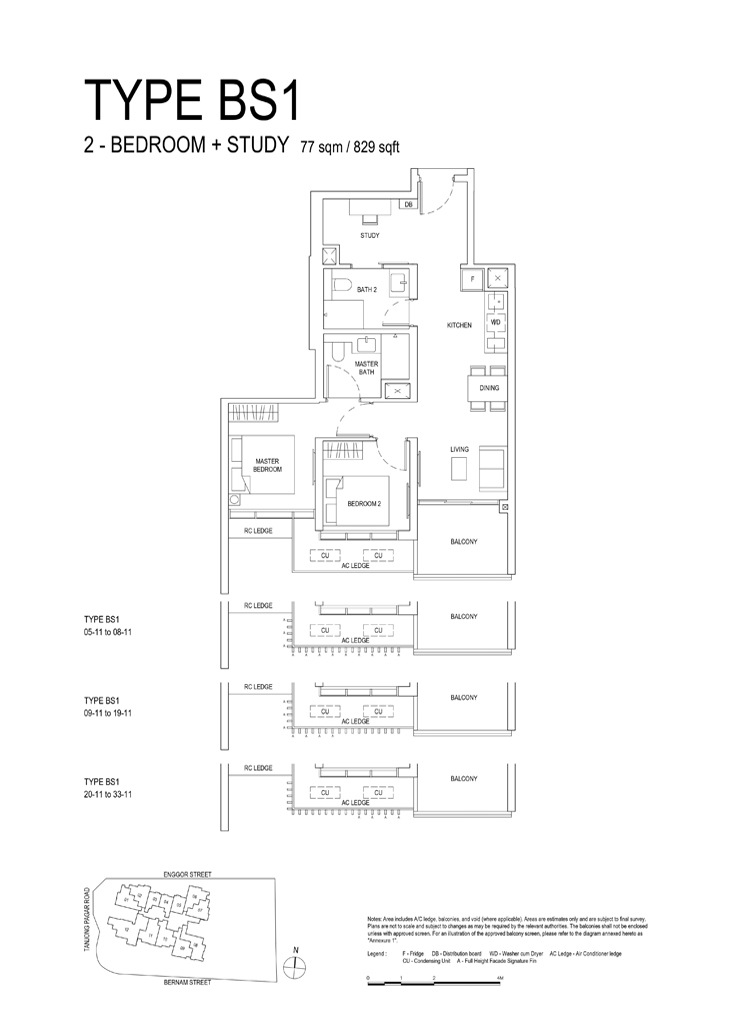 TYPE BS1
2 - BEDROOM + STUDY 77 sqm / 829 sqft
DB
STUDY
F
BATH 2
KITCHEN
WD
MASTER
BATH
DINING
LIVING
MASTER
BEDROOM
BEDROOM 2
RC LEDGE
BALCONY
CU CU
AC LEDGE
RC LEDGE
TYPE BS1
05-11 to 08-11
BALCONY
CU CU
AC LEDGE
RC LEDGE
TYPE BS1
09-11 to 19-11
BALCONY
CU CU
AC LEDGE
RC LEDGE
TYPE BS1
20-11 to 33-11
BALCONY
CU CU
AC LEDGE
ENGGOR STREET
TANJONG PAGAR ROAD
BERNAM STREET
N
Notes: Area includes A/C ledge, balconies, and void (where applicable). Areas are estimates only and are subject to final survey.
Plans are not to scale and subject to changes as may be required by the relevant authorities. The balconies shall not be enclosed
unless with approved screen. For an illustration of the approved balcony screen, please refer to the diagram annexed hereto as
"Annexure 1".
Legend : F - Fridge DB - Distribution board WD - Washer cum Dryer AC Ledge - Air Conditioner ledge
CU - Condensing Unit A - Full Height Facade Signature Fin
0 1 2 4M